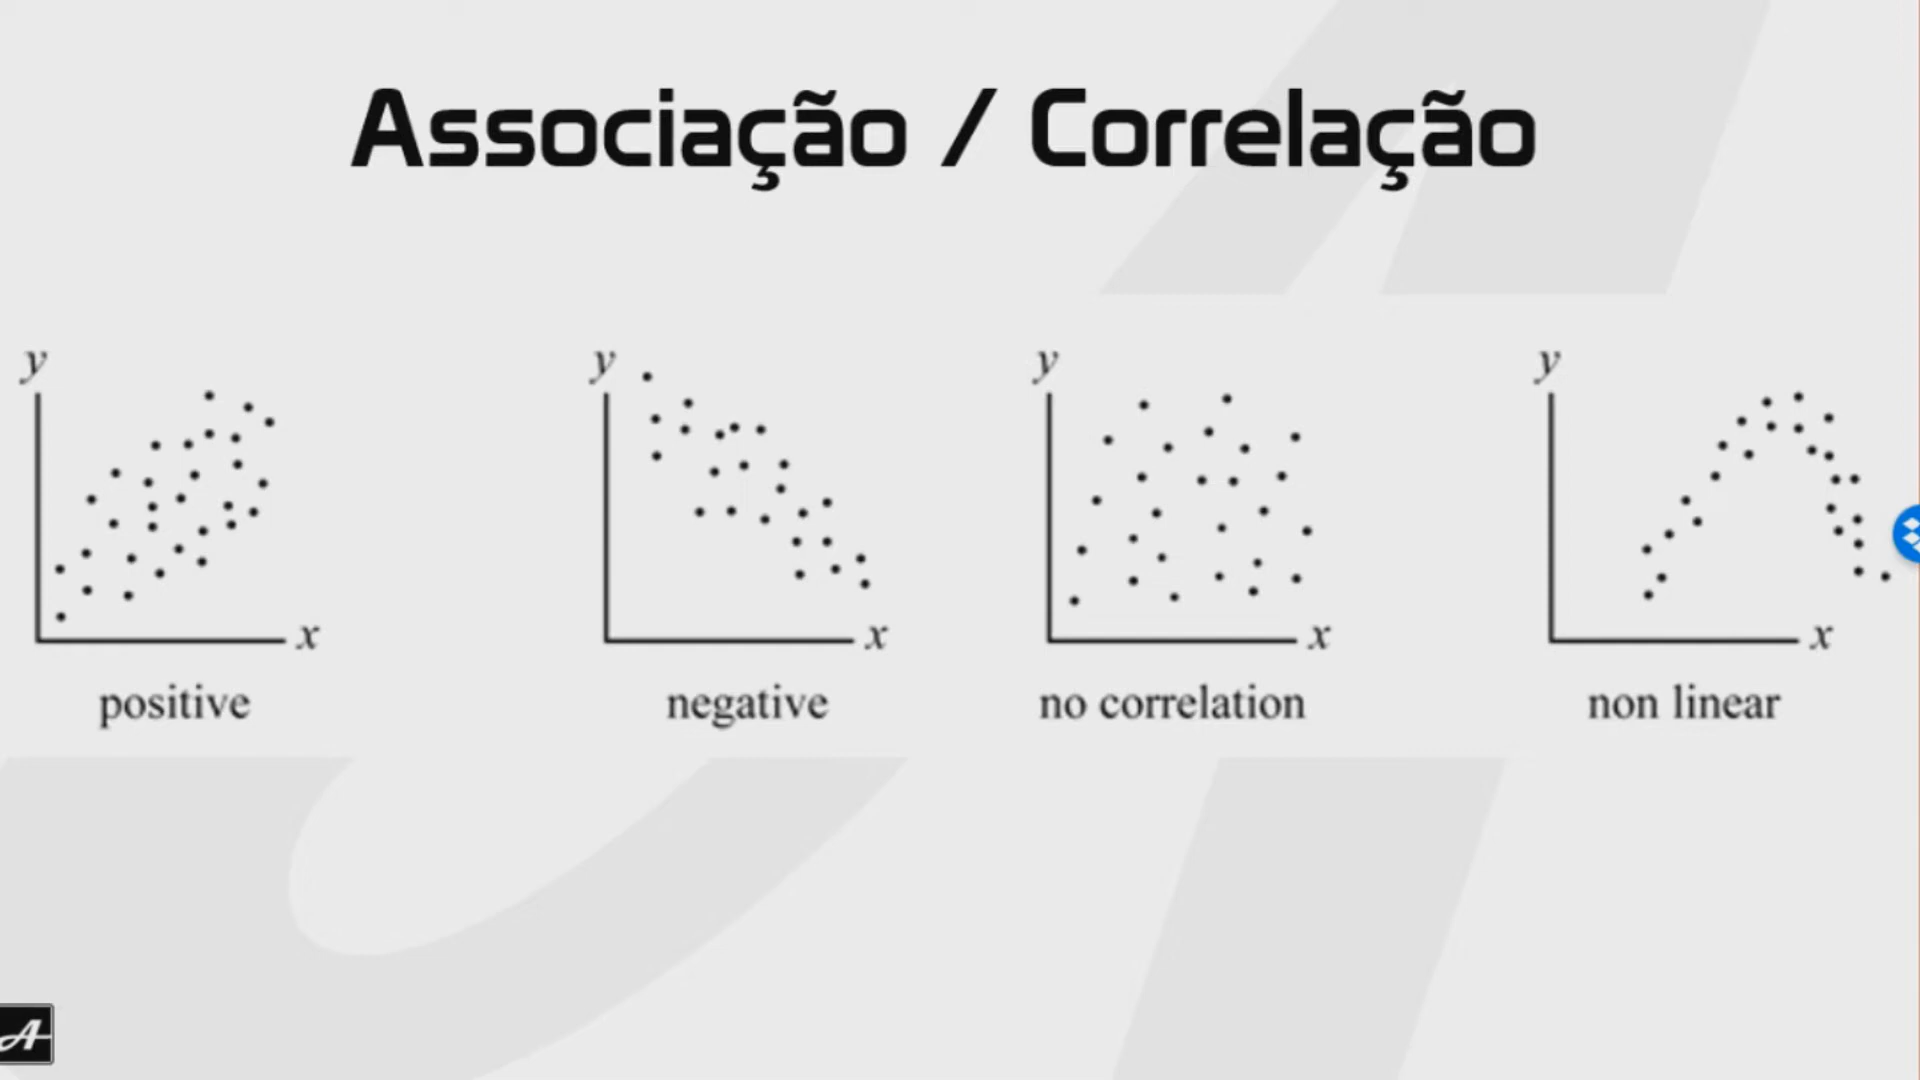 Associação / Correlação
y y y y
x x x x
positive negative no correlation non linear
A